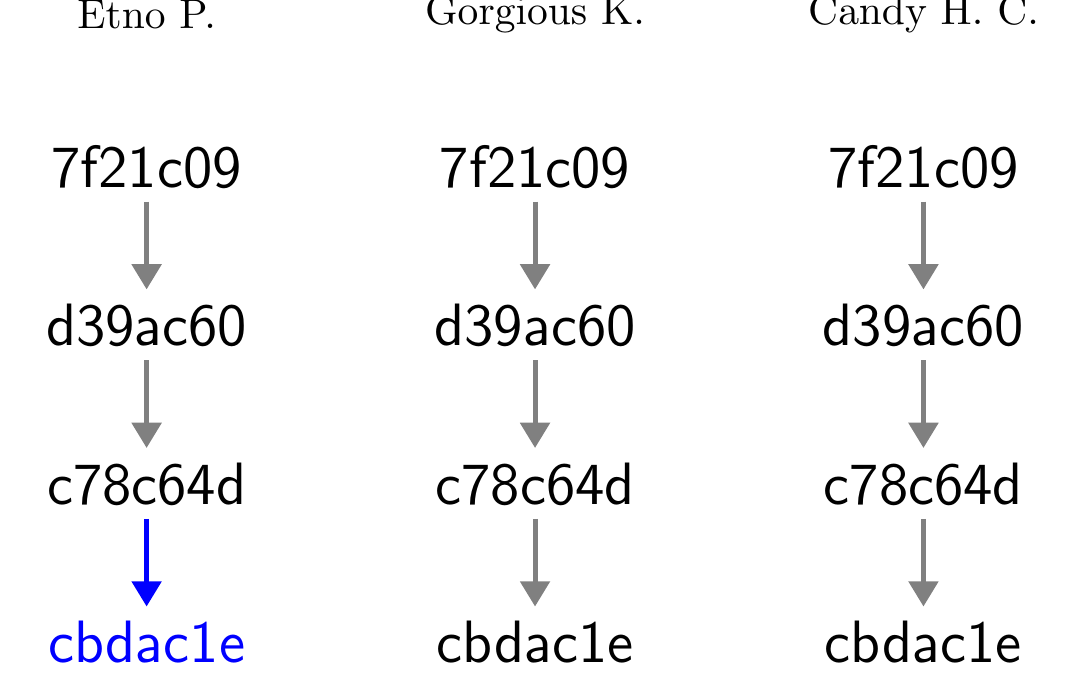 Etno P. Gorgious K. Candy H. C.
7f21c09 7f21c09 7f21c09
d39ac60 d39ac60 d39ac60
c78c64d c78c64d c78c64d
cbdac1e cbdac1e cbdac1e